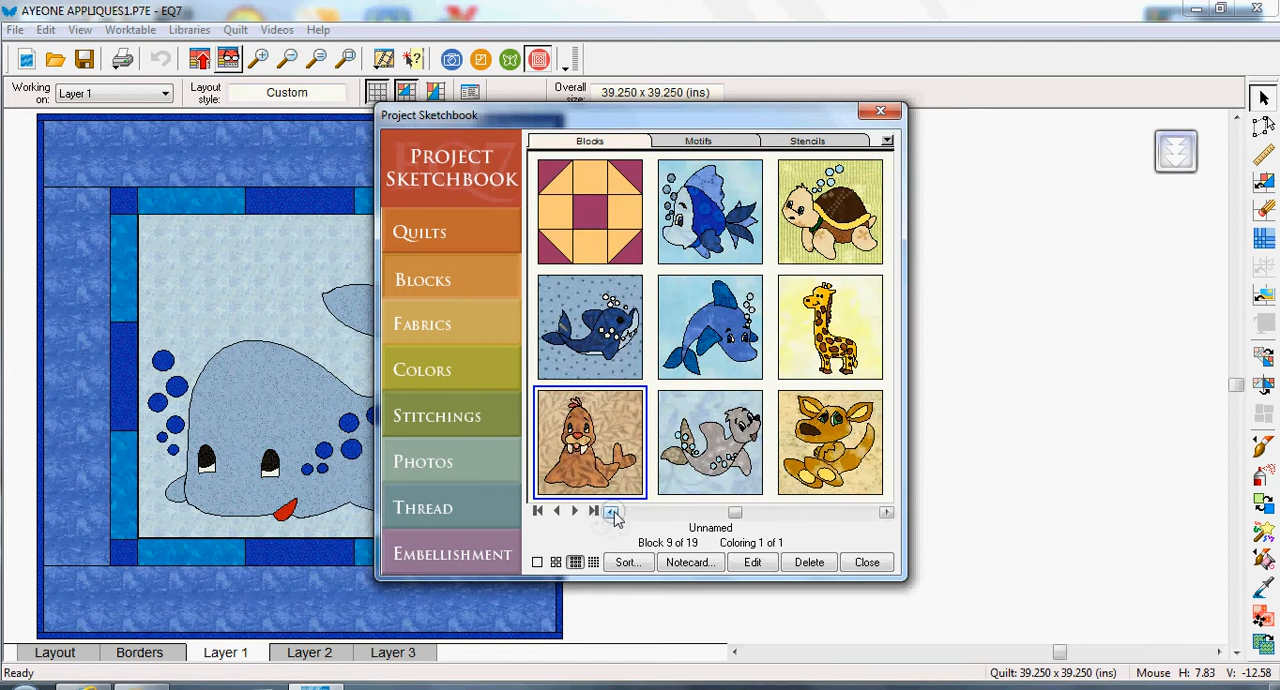 AYEONE APPLIQUES1.P7E - EQ7
File Edit View Worktable Libraries Quilt Videos Help
Working on: Layer 1 Layout style: Custom Overall size: 39.250 x 39.250 (ins)
Project Sketchbook
PROJECT SKETCHBOOK
QUILTS
BLOCKS
FABRICS
COLORS
STITCHINGS
PHOTOS
THREAD
EMBELLISHMENT
Blocks Motifs Stencils
Unnamed
Block 9 of 19 Coloring 1 of 1
Sort... Notecard... Edit Delete Close
Layout Borders Layer 1 Layer 2 Layer 3
Ready Quilt: 39.250 x 39.250 (ins) Mouse H: 7.83 V: -12.58